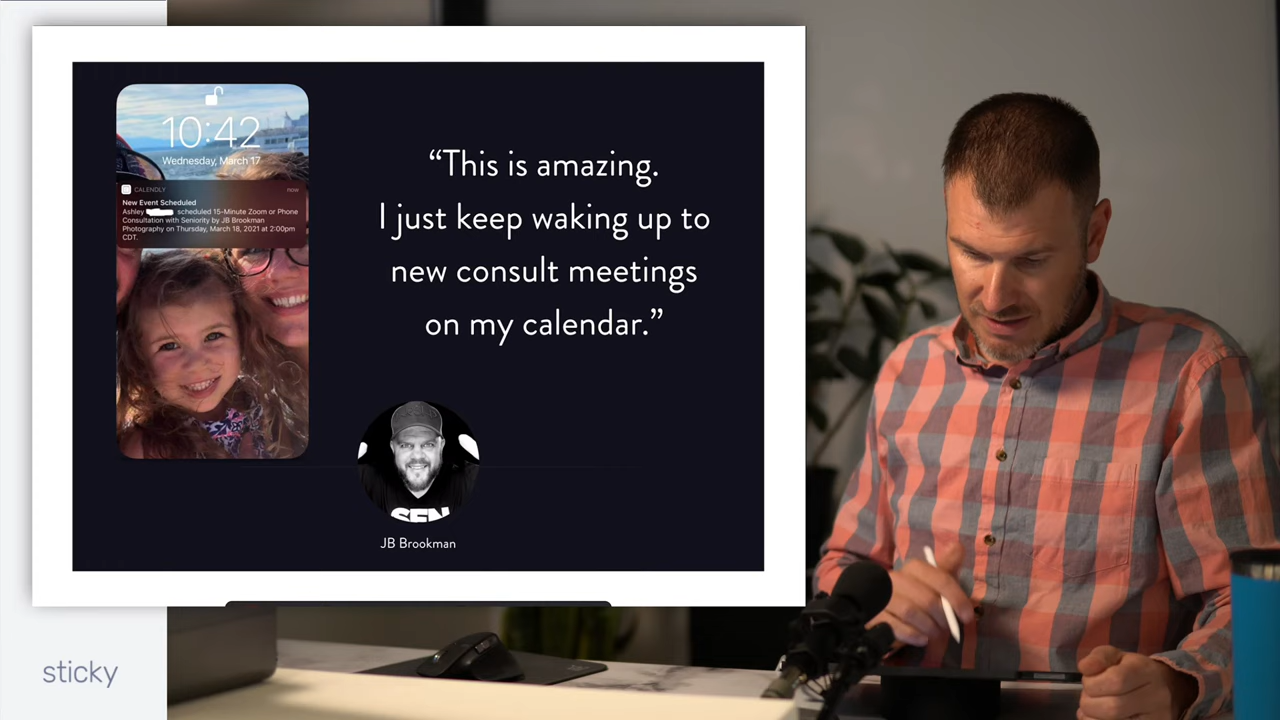 10:42
Wednesday, March 17
CALENDLY
now
New Event Scheduled
Ashley scheduled 15-Minute Zoom or Phone
Consultation with Seniority by JB Brookman
Photography on Thursday, March 18, 2021 at 2:00pm
CDT.
“This is amazing.
I just keep waking up to
new consult meetings
on my calendar.”
SEN
JB Brookman
sticky